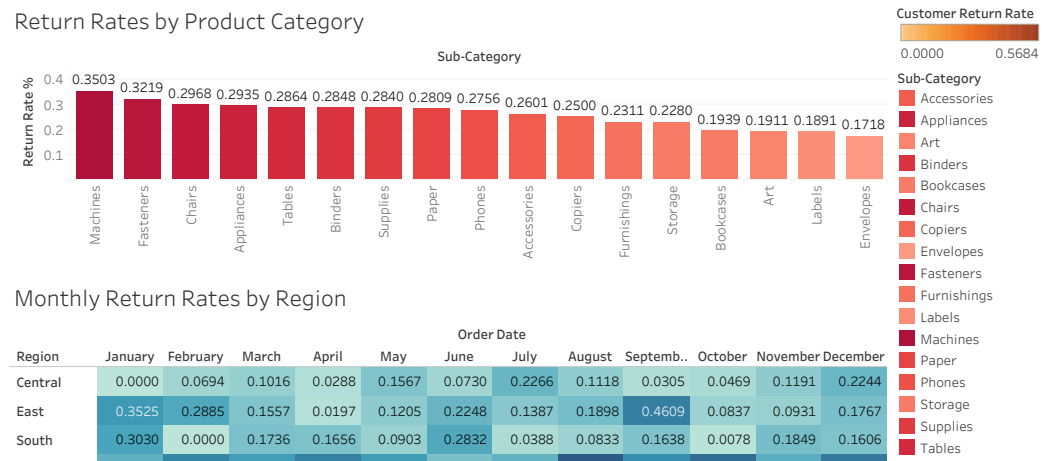 Return Rates by Product Category
Sub-Category
Return Rate %
0.4
0.3
0.2
0.1
0.3503 0.3219 0.2968 0.2935 0.2864 0.2848 0.2840 0.2809 0.2756 0.2601 0.2500 0.2311 0.2280 0.1939 0.1911 0.1891 0.1718
Machines
Fasteners
Chairs
Appliances
Tables
Binders
Supplies
Paper
Phones
Accessories
Copiers
Furnishings
Storage
Bookcases
Art
Labels
Envelopes
Customer Return Rate
0.0000 0.5684
Sub-Category
Accessories
Appliances
Art
Binders
Bookcases
Chairs
Copiers
Envelopes
Fasteners
Furnishings
Labels
Machines
Paper
Phones
Storage
Supplies
Tables
Monthly Return Rates by Region
Order Date
Region January February March April May June July August Septemb.. October November December
Central 0.0000 0.0694 0.1016 0.0288 0.1567 0.0730 0.2266 0.1118 0.0305 0.0469 0.1191 0.2244
East 0.3525 0.2885 0.1557 0.0197 0.1205 0.2248 0.1387 0.1898 0.4609 0.0837 0.0931 0.1767
South 0.3030 0.0000 0.1736 0.1656 0.0903 0.2832 0.0388 0.0833 0.1638 0.0078 0.1849 0.1606